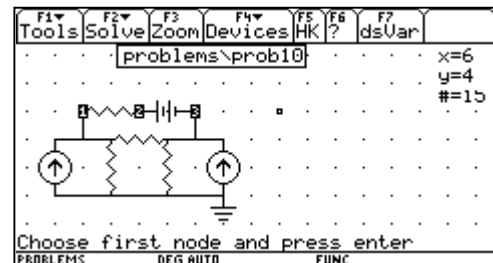 F1 F2 F3 F4 F5 F6 F7
Tools Solve Zoom Devices HK ? dsVar
problems\prob10
x=6
y=4
#=15
1 2 3
Choose first node and press enter
PROBLEMS DEG AUTO FUNC